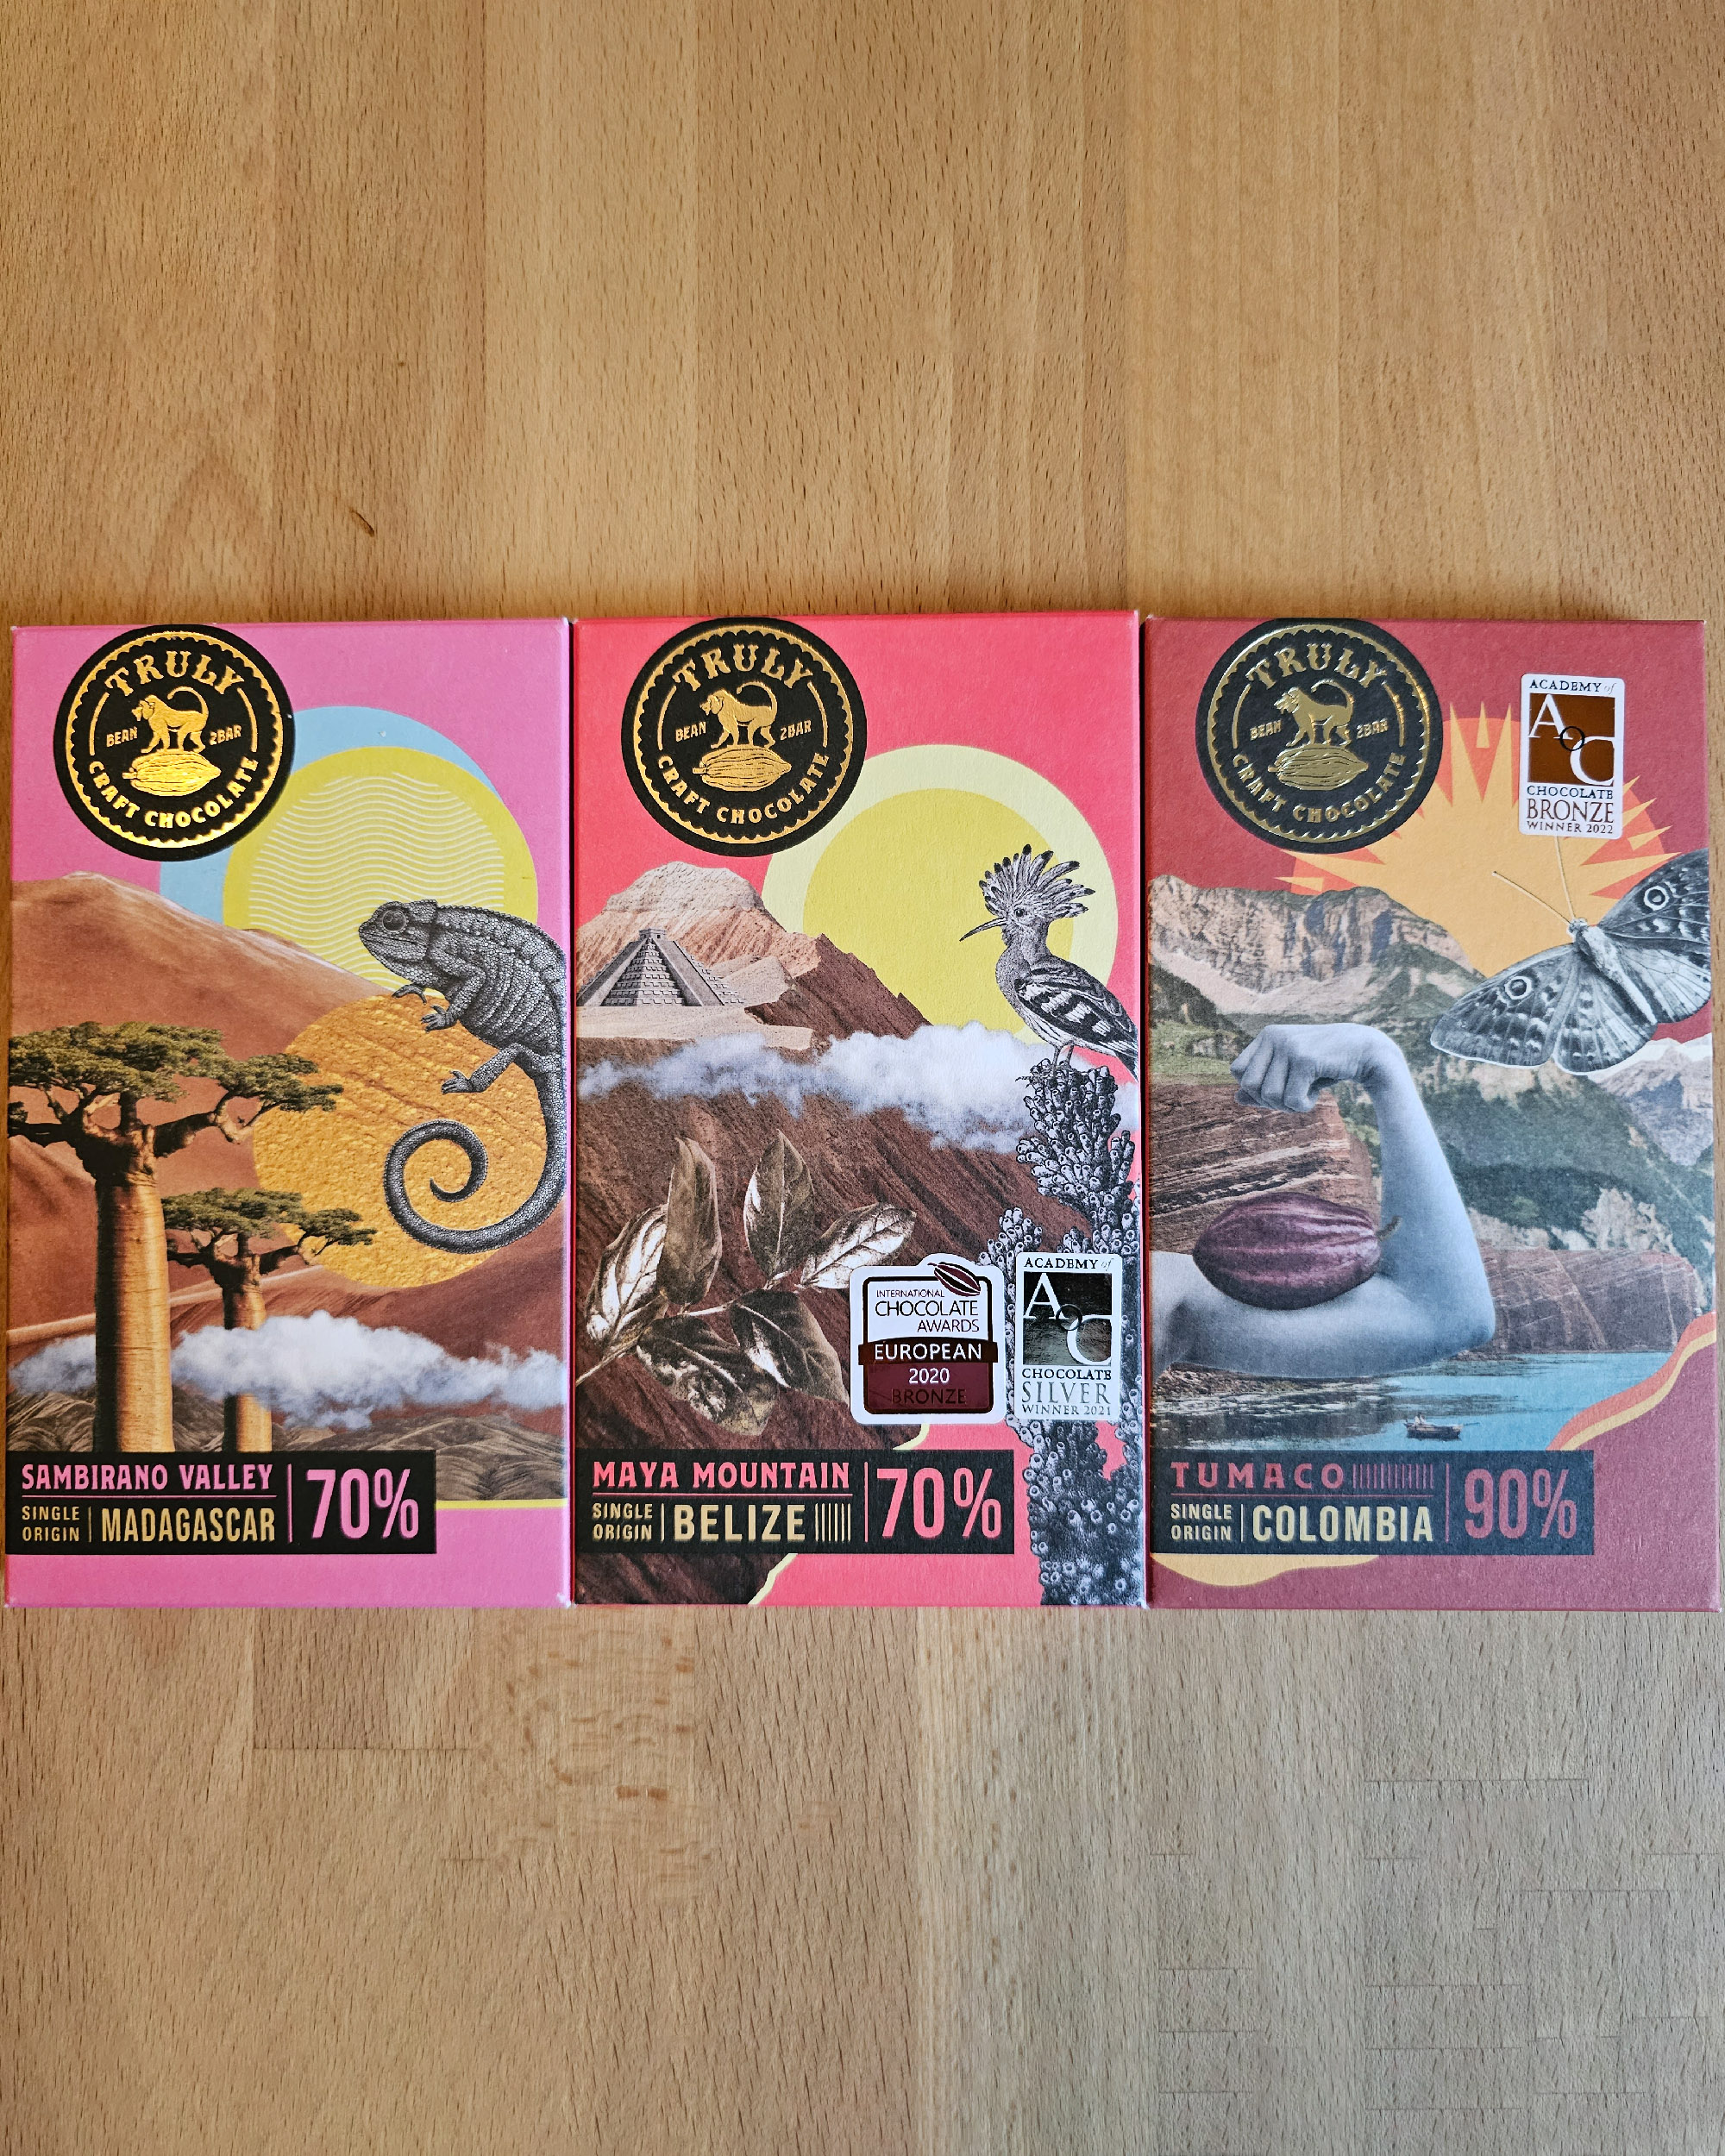 TRULY
BEAN 2BAR
CRAFT CHOCOLATE
SAMBIRANO VALLEY
SINGLE ORIGIN
MADAGASCAR
70%
TRULY
BEAN 2BAR
CRAFT CHOCOLATE
INTERNATIONAL
CHOCOLATE
AWARDS
EUROPEAN
2020
BRONZE
ACADEMY of
AoC
CHOCOLATE
SILVER
WINNER 2021
MAYA MOUNTAIN
SINGLE ORIGIN
BELIZE
70%
TRULY
BEAN 2BAR
CRAFT CHOCOLATE
ACADEMY of
AoC
CHOCOLATE
BRONZE
WINNER 2022
TUMACO
SINGLE ORIGIN
COLOMBIA
90%